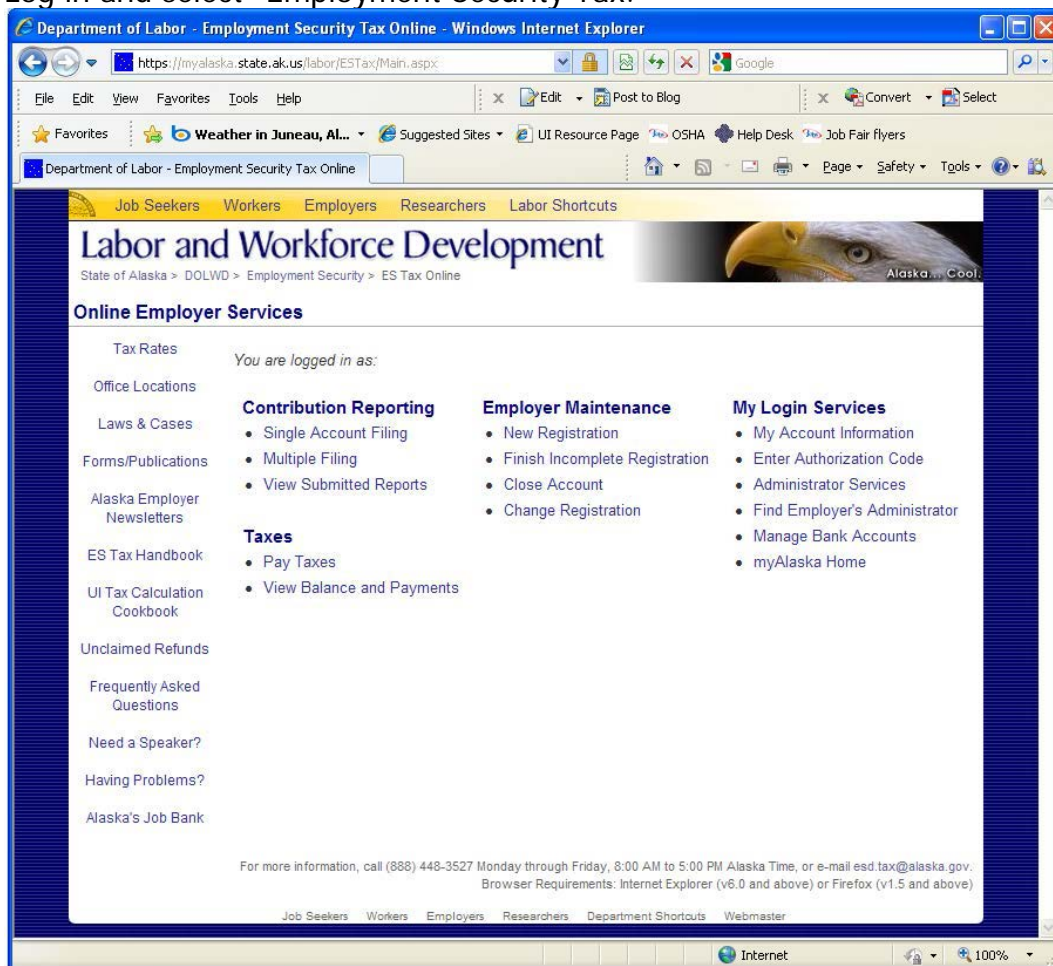 Log in and select "Employment Security Tax."
Department of Labor - Employment Security Tax Online - Windows Internet Explorer
https://myalaska.state.ak.us/labor/ESTax/Main.aspx
Google
File Edit View Favorites Tools Help
x Edit Post to Blog
x Convert Select
Favorites Weather in Juneau, Al... Suggested Sites UI Resource Page OSHA Help Desk Job Fair flyers
Department of Labor - Employment Security Tax Online
Page Safety Tools
Job Seekers Workers Employers Researchers Labor Shortcuts
Labor and Workforce Development
State of Alaska > DOLWD > Employment Security > ES Tax Online
Alaska... Cool.
Online Employer Services
Tax Rates
Office Locations
Laws & Cases
Forms/Publications
Alaska Employer
Newsletters
ES Tax Handbook
UI Tax Calculation
Cookbook
Unclaimed Refunds
Frequently Asked
Questions
Need a Speaker?
Having Problems?
Alaska's Job Bank
You are logged in as:
Contribution Reporting
• Single Account Filing
• Multiple Filing
• View Submitted Reports
Taxes
• Pay Taxes
• View Balance and Payments
Employer Maintenance
• New Registration
• Finish Incomplete Registration
• Close Account
• Change Registration
My Login Services
• My Account Information
• Enter Authorization Code
• Administrator Services
• Find Employer's Administrator
• Manage Bank Accounts
• myAlaska Home
For more information, call (888) 448-3527 Monday through Friday, 8:00 AM to 5:00 PM Alaska Time, or e-mail esd.tax@alaska.gov.
Browser Requirements: Internet Explorer (v6.0 and above) or Firefox (v1.5 and above)
Job Seekers Workers Employers Researchers Department Shortcuts Webmaster
Internet
100%